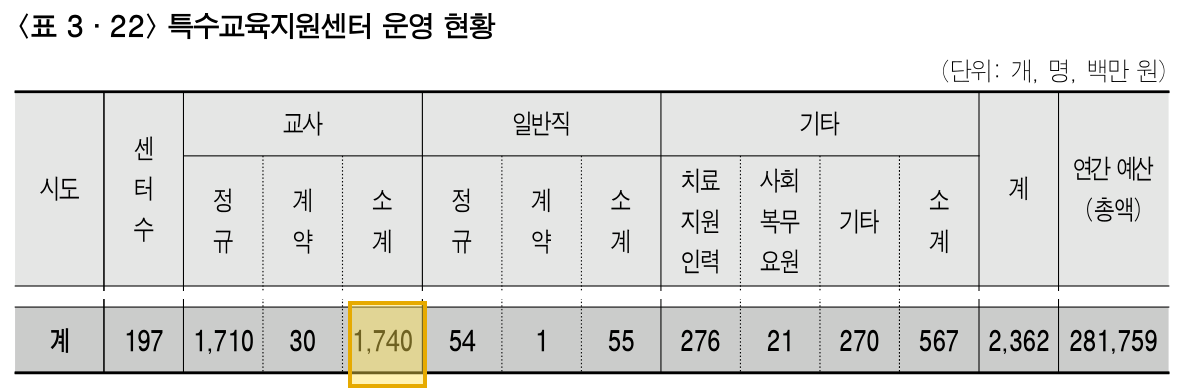 〈표 3 · 22〉 특수교육지원센터 운영 현황
(단위: 개, 명, 백만 원)
시도 센터수 교사 일반직 기타 계 연간 예산(총액)
정규 계약 소계 정규 계약 소계 치료지원인력 사회복무요원 기타 소계
계 197 1,710 30 1,740 54 1 55 276 21 270 567 2,362 281,759